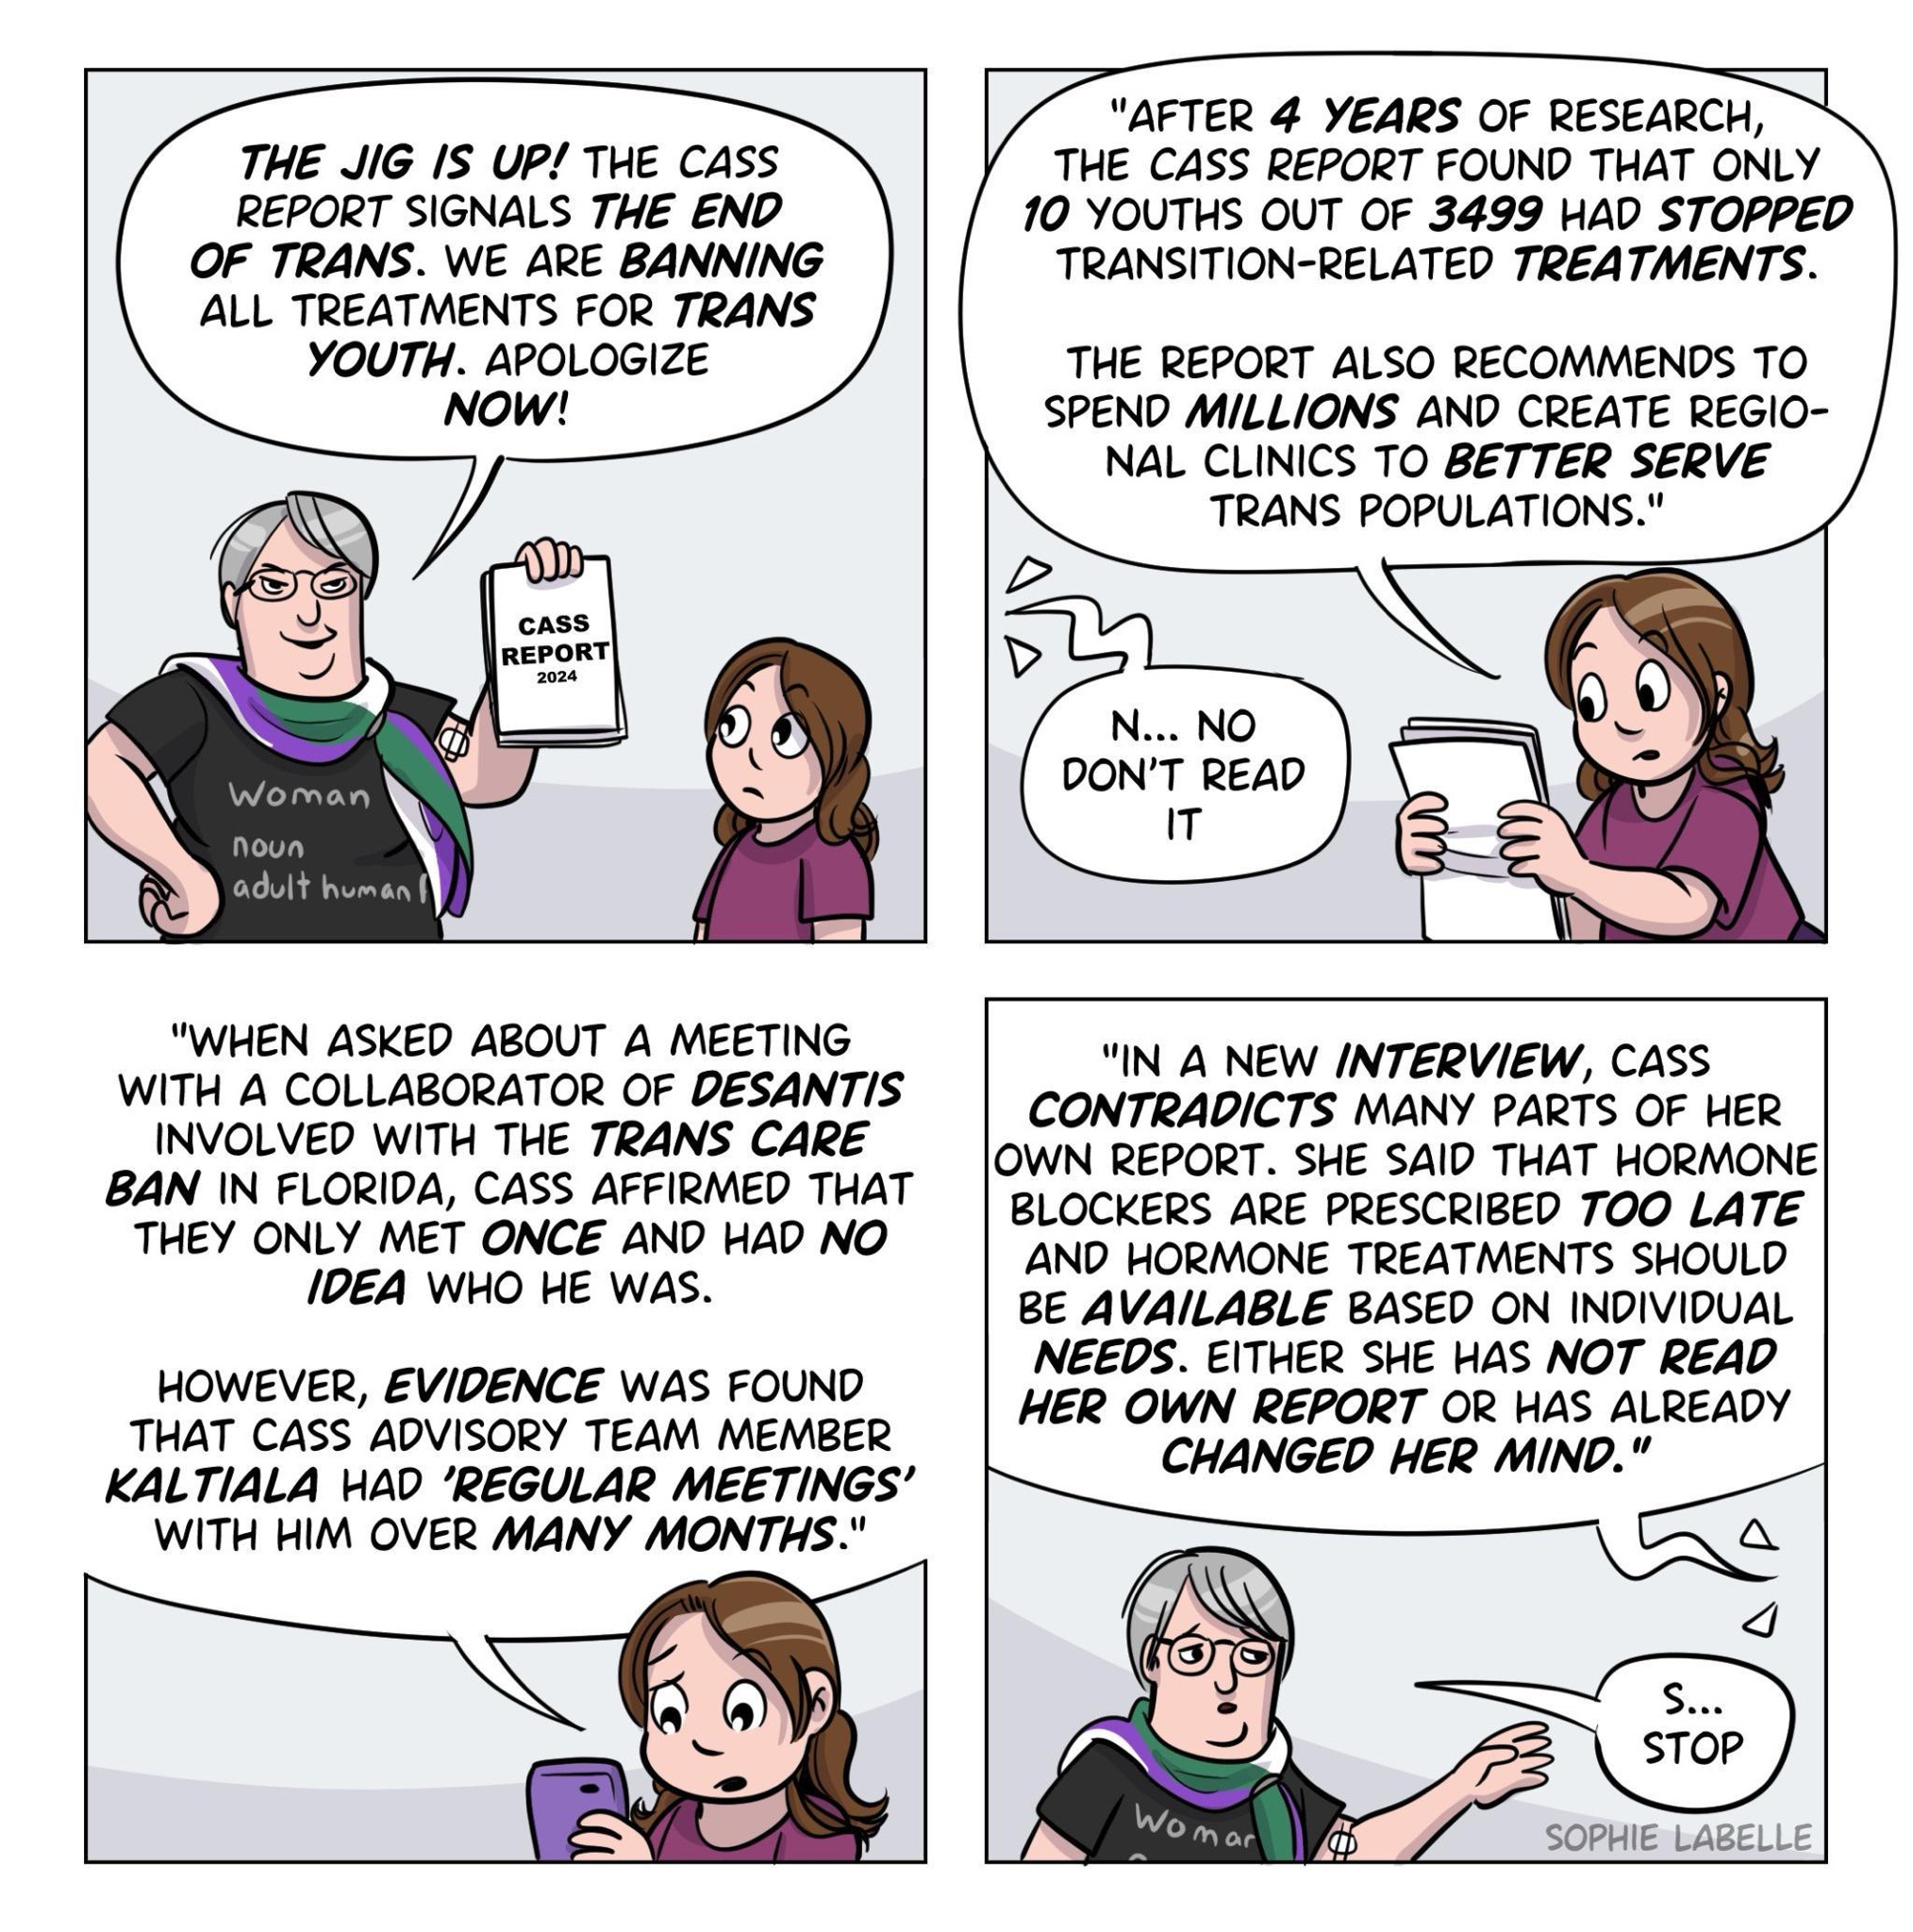 THE JIG IS UP! THE CASS
REPORT SIGNALS THE END
OF TRANS. WE ARE BANNING
ALL TREATMENTS FOR TRANS
YOUTH. APOLOGIZE
NOW!
CASS
REPORT
2024
Woman
noun
adult human f
"AFTER 4 YEARS OF RESEARCH,
THE CASS REPORT FOUND THAT ONLY
10 YOUTHS OUT OF 3499 HAD STOPPED
TRANSITION-RELATED TREATMENTS.
THE REPORT ALSO RECOMMENDS TO
SPEND MILLIONS AND CREATE REGIO-
NAL CLINICS TO BETTER SERVE
TRANS POPULATIONS."
N... NO
DON'T READ
IT
"WHEN ASKED ABOUT A MEETING
WITH A COLLABORATOR OF DESANTIS
INVOLVED WITH THE TRANS CARE
BAN IN FLORIDA, CASS AFFIRMED THAT
THEY ONLY MET ONCE AND HAD NO
IDEA WHO HE WAS.
HOWEVER, EVIDENCE WAS FOUND
THAT CASS ADVISORY TEAM MEMBER
KALTIALA HAD 'REGULAR MEETINGS'
WITH HIM OVER MANY MONTHS."
"IN A NEW INTERVIEW, CASS
CONTRADICTS MANY PARTS OF HER
OWN REPORT. SHE SAID THAT HORMONE
BLOCKERS ARE PRESCRIBED TOO LATE
AND HORMONE TREATMENTS SHOULD
BE AVAILABLE BASED ON INDIVIDUAL
NEEDS. EITHER SHE HAS NOT READ
HER OWN REPORT OR HAS ALREADY
CHANGED HER MIND."
S...
STOP
Woman
SOPHIE LABELLE